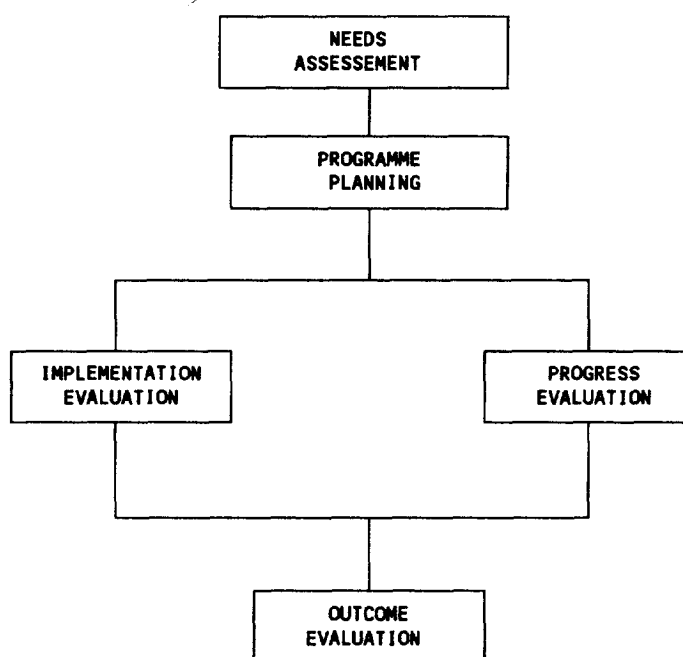 NEEDS
ASSESSEMENT
PROGRAMME
PLANNING
IMPLEMENTATION
EVALUATION
PROGRESS
EVALUATION
OUTCOME
EVALUATION